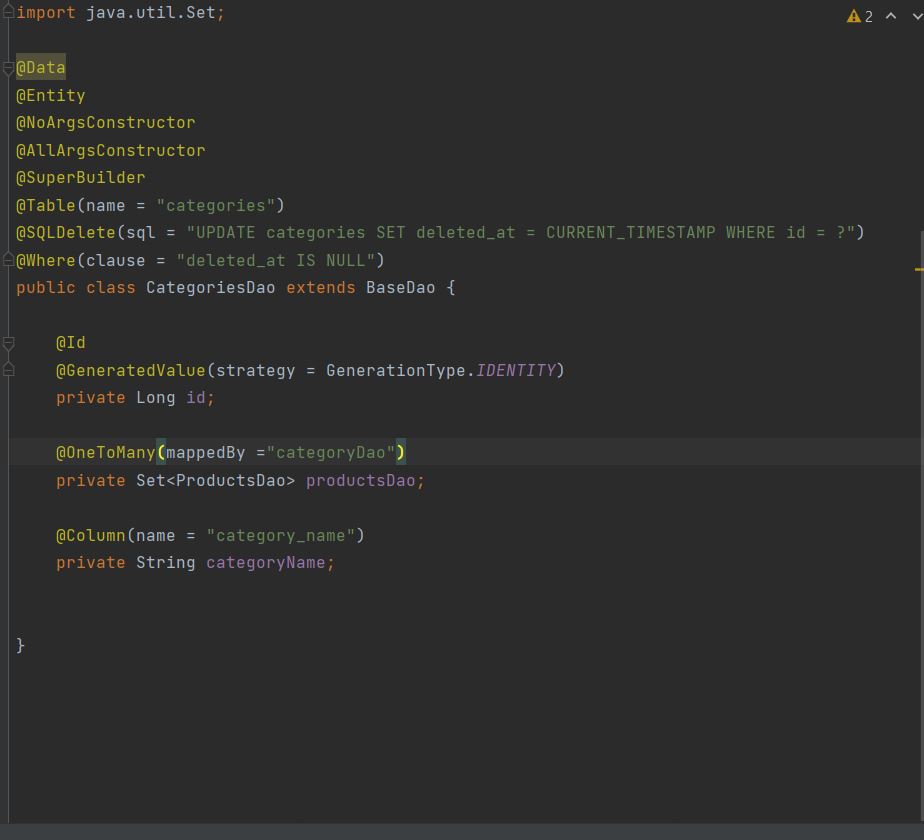 import java.util.Set;
2
@Data
@Entity
@NoArgsConstructor
@AllArgsConstructor
@SuperBuilder
@Table(name = "categories")
@SQLDelete(sql = "UPDATE categories SET deleted_at = CURRENT_TIMESTAMP WHERE id = ?")
@Where(clause = "deleted_at IS NULL")
public class CategoriesDao extends BaseDao {
@Id
@GeneratedValue(strategy = GenerationType.IDENTITY)
private Long id;
@OneToMany(mappedBy ="categoryDao")
private Set<ProductsDao> productsDao;
@Column(name = "category_name")
private String categoryName;
}